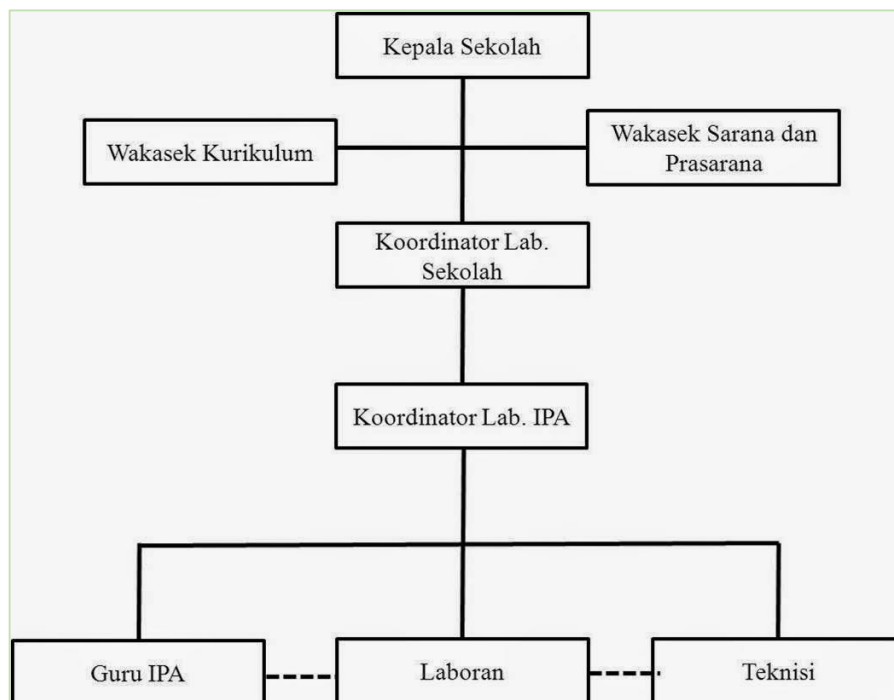 Kepala Sekolah
Wakasek Kurikulum
Wakasek Sarana dan
Prasarana
Koordinator Lab.
Sekolah
Koordinator Lab. IPA
Guru IPA
Laboran
Teknisi